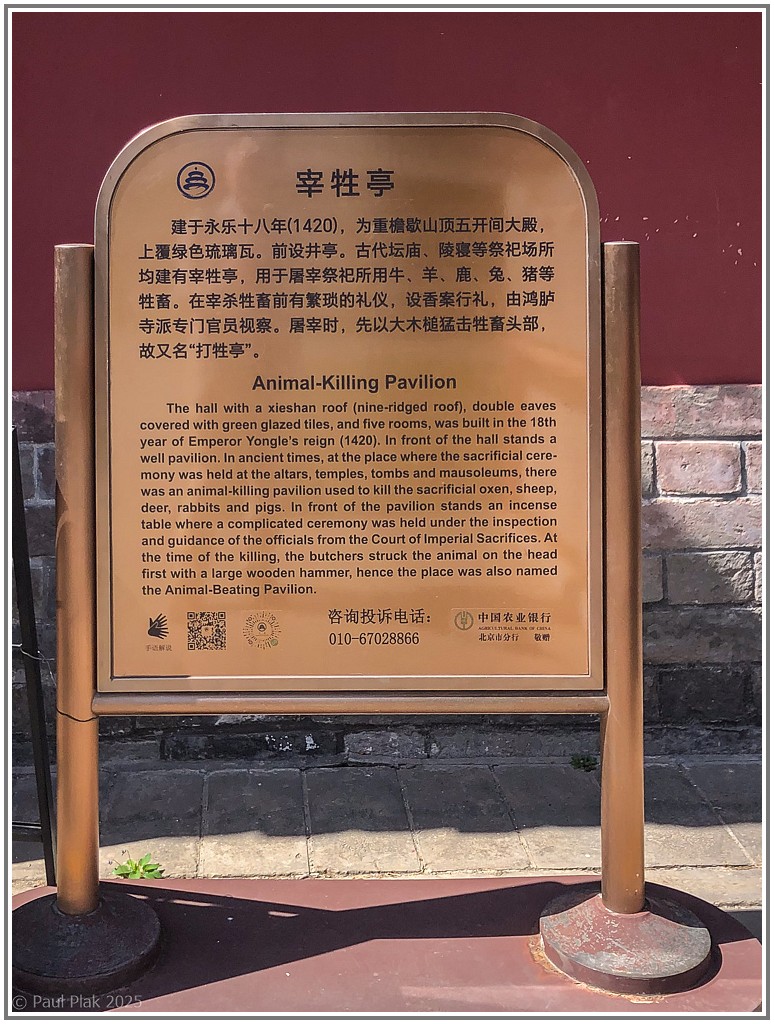 宰牲亭
建于永乐十八年(1420)，为重檐歇山顶五开间大殿，
上覆绿色琉璃瓦。前设井亭。古代坛庙、陵寝等祭祀场所
均建有宰牲亭，用于屠宰祭祀所用牛、羊、鹿、兔、猪等
牲畜。在宰杀牲畜前有繁琐的礼仪，设香案行礼，由鸿胪
寺派专门官员视察。屠宰时，先以大木槌猛击牲畜头部，
故又名“打牲亭”。
Animal-Killing Pavilion
The hall with a xieshan roof (nine-ridged roof), double eaves
covered with green glazed tiles, and five rooms, was built in the 18th
year of Emperor Yongle's reign (1420). In front of the hall stands a
well pavilion. In ancient times, at the place where the sacrificial cere-
mony was held at the altars, temples, tombs and mausoleums, there
was an animal-killing pavilion used to kill the sacrificial oxen, sheep,
deer, rabbits and pigs. In front of the pavilion stands an incense
table where a complicated ceremony was held under the inspection
and guidance of the officials from the Court of Imperial Sacrifices. At
the time of the killing, the butchers struck the animal on the head
first with a large wooden hammer, hence the place was also named
the Animal-Beating Pavilion.
手语解说
咨询投诉电话：
010-67028866
中国农业银行
AGRICULTURAL BANK OF CHINA
北京市分行 敬赠
© Paul Plak 2025